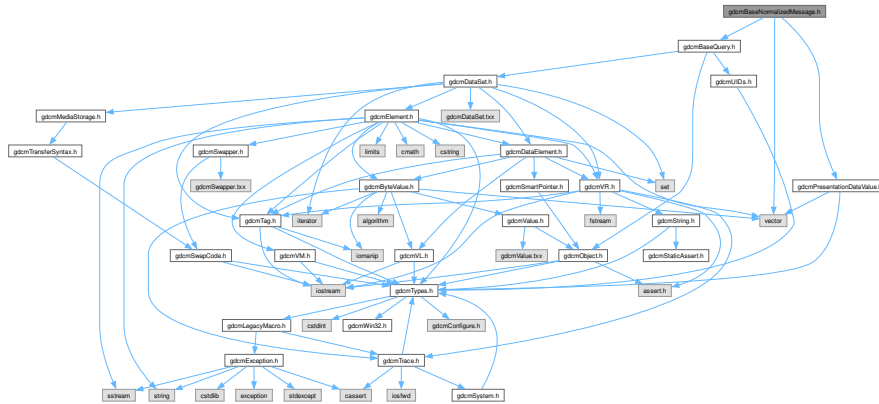 gdcmBaseNormalizedMessage.h
gdcmBaseQuery.h
gdcmDataSet.h
gdcmUIDs.h
gdcmMediaStorage.h
gdcmElement.h
gdcmDataSet.txx
gdcmTransferSyntax.h
gdcmSwapper.h
limits
cmath
cstring
gdcmDataElement.h
gdcmSwapper.txx
gdcmByteValue.h
gdcmSmartPointer.h
gdcmVR.h
set
gdcmPresentationDataValue.h
gdcmTag.h
iterator
algorithm
gdcmValue.h
fstream
gdcmString.h
vector
gdcmSwapCode.h
gdcmVM.h
iomanip
gdcmVL.h
gdcmValue.txx
gdcmObject.h
gdcmStaticAssert.h
iostream
gdcmTypes.h
assert.h
gdcmLegacyMacro.h
cstdint
gdcmWin32.h
gdcmConfigure.h
gdcmException.h
gdcmTrace.h
sstream
string
cstdlib
exception
stdexcept
cassert
iosfwd
gdcmSystem.h